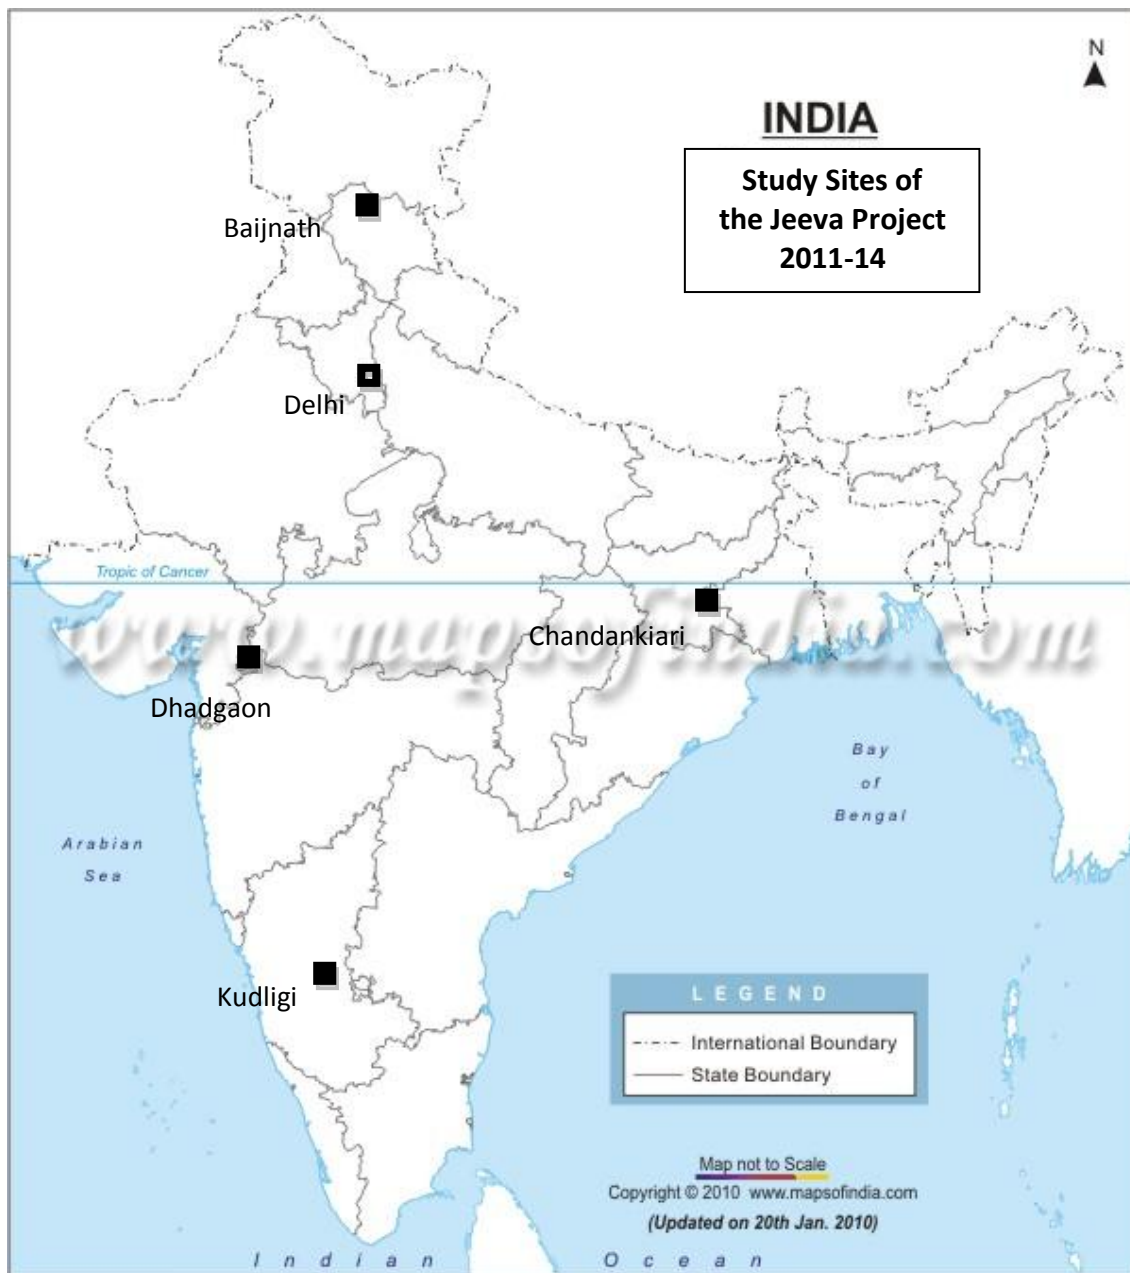 N
INDIA
Study Sites of
the Jeeva Project
2011-14
Baijnath
Delhi
Tropic of Cancer
www.mapsofindia.com
Chandankiari
Dhadgaon
Bay
of
Bengal
Arabian
Sea
Kudligi
LEGEND
International Boundary
State Boundary
Map not to Scale
Copyright © 2010 www.mapsofindia.com
(Updated on 20th Jan. 2010)
Indian Ocean